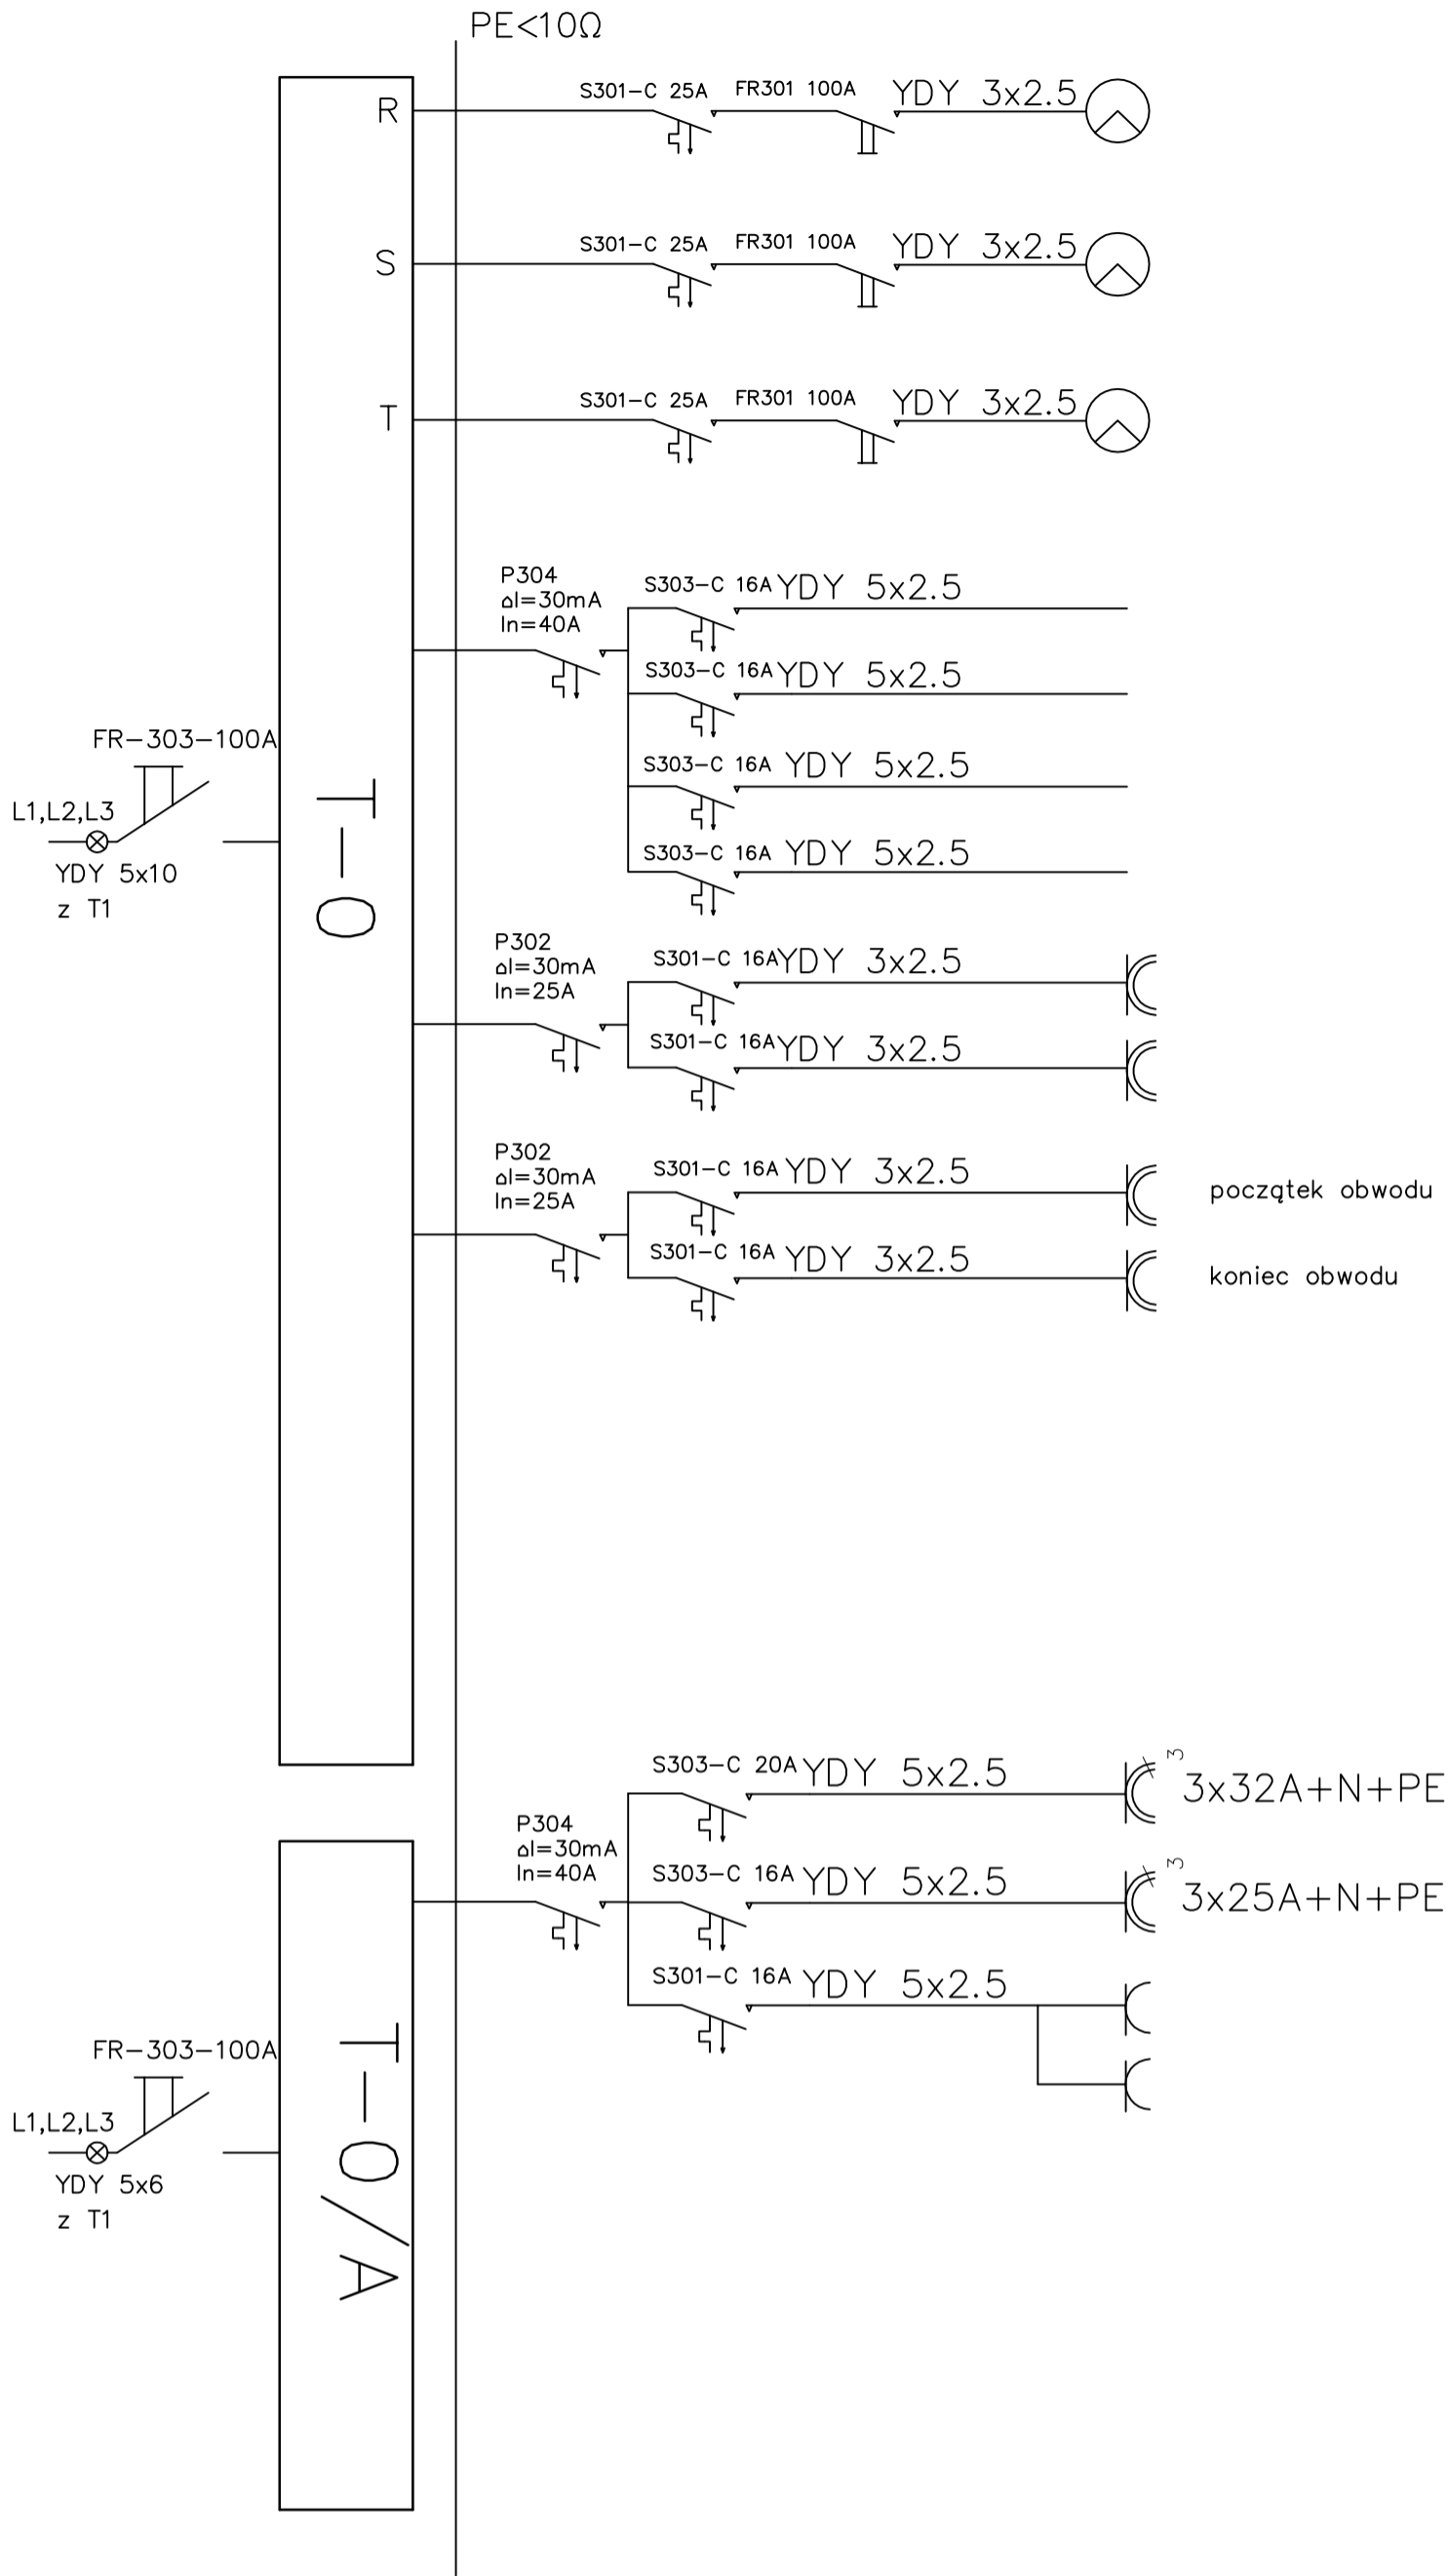 PE<10Ω
R
S301-C 25A
FR301 100A
YDY 3x2.5
S
S301-C 25A
FR301 100A
YDY 3x2.5
T
S301-C 25A
FR301 100A
YDY 3x2.5
P304
ΔI=30mA
In=40A
S303-C 16A
YDY 5x2.5
S303-C 16A
YDY 5x2.5
S303-C 16A
YDY 5x2.5
S303-C 16A
YDY 5x2.5
FR-303-100A
L1,L2,L3
YDY 5x10
z T1
T-0
P302
ΔI=30mA
In=25A
S301-C 16A
YDY 3x2.5
S301-C 16A
YDY 3x2.5
P302
ΔI=30mA
In=25A
S301-C 16A
YDY 3x2.5
początek obwodu
S301-C 16A
YDY 3x2.5
koniec obwodu
P304
ΔI=30mA
In=40A
S303-C 20A
YDY 5x2.5
3
3x32A+N+PE
S303-C 16A
YDY 5x2.5
3
3x25A+N+PE
S301-C 16A
YDY 5x2.5
FR-303-100A
L1,L2,L3
YDY 5x6
z T1
T-0/A